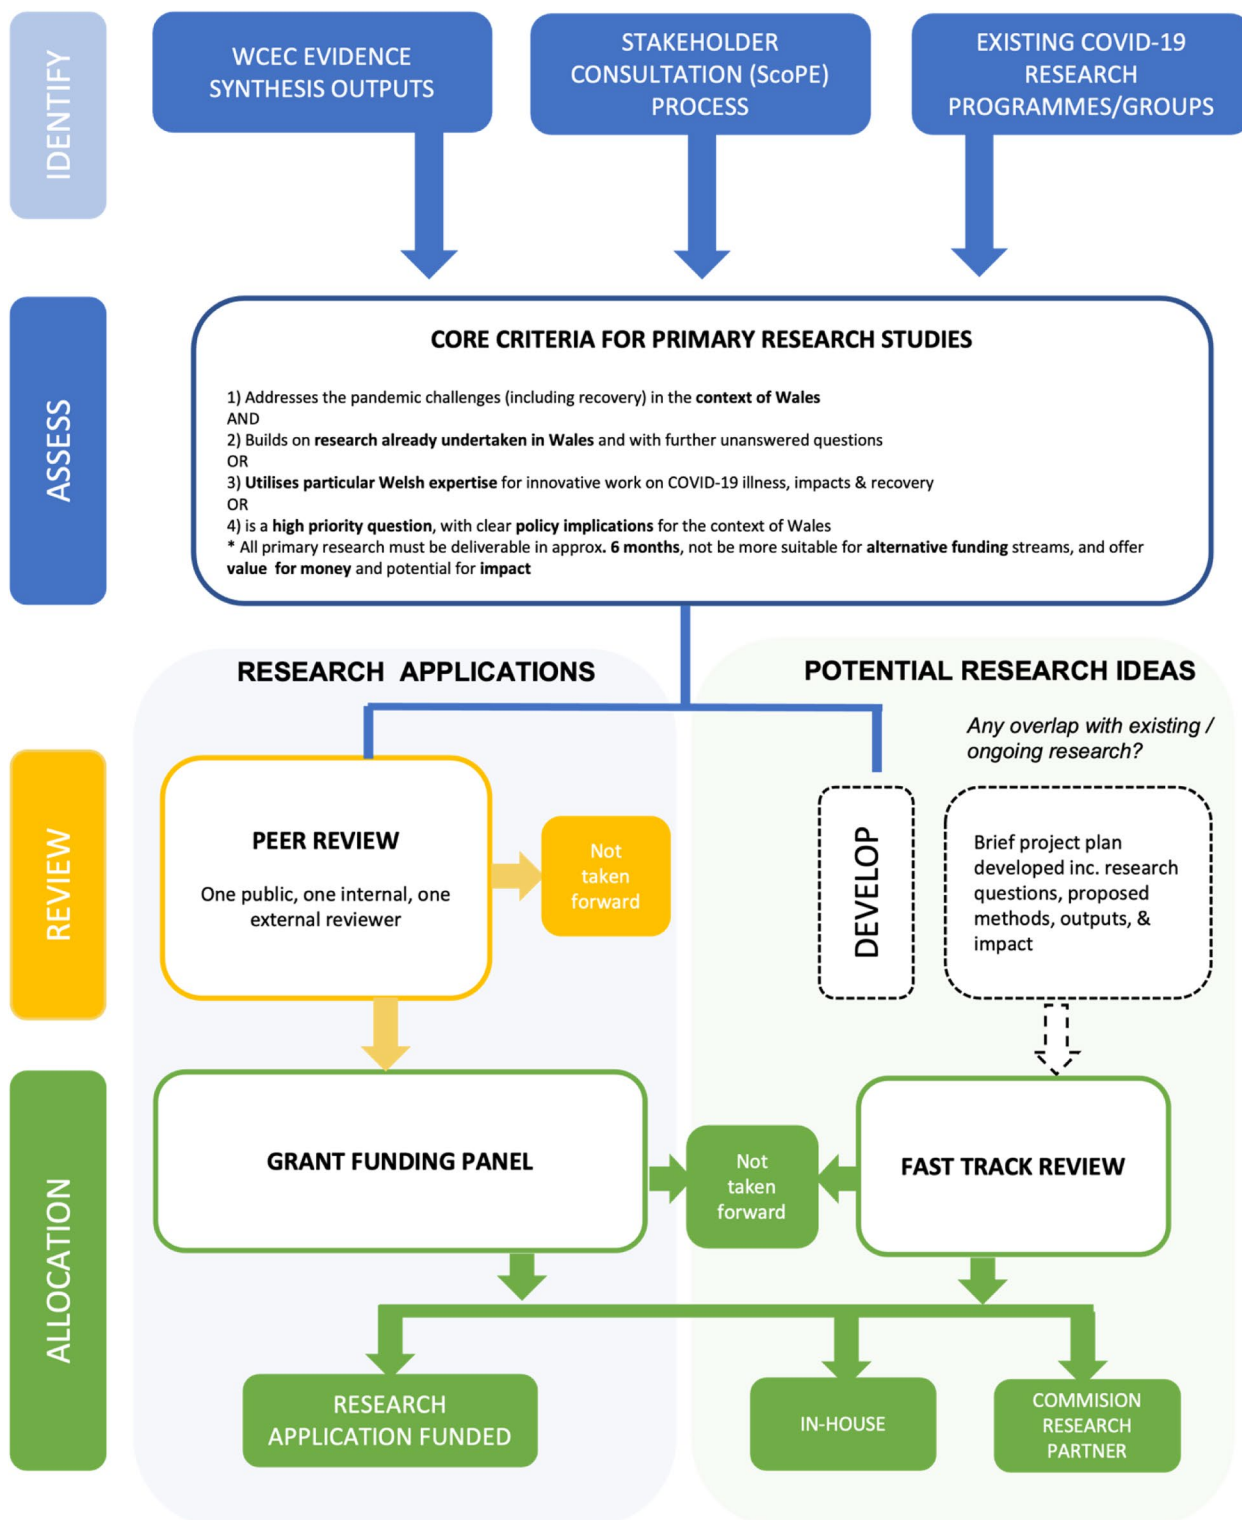 IDENTIFY
WCEC EVIDENCE
SYNTHESIS OUTPUTS
STAKEHOLDER
CONSULTATION (ScoPE)
PROCESS
EXISTING COVID-19
RESEARCH
PROGRAMMES/GROUPS
ASSESS
CORE CRITERIA FOR PRIMARY RESEARCH STUDIES
1) Addresses the pandemic challenges (including recovery) in the context of Wales
AND
2) Builds on research already undertaken in Wales and with further unanswered questions
OR
3) Utilises particular Welsh expertise for innovative work on COVID-19 illness, impacts & recovery
OR
4) is a high priority question, with clear policy implications for the context of Wales
* All primary research must be deliverable in approx. 6 months, not be more suitable for alternative funding streams, and offer
value for money and potential for impact
RESEARCH APPLICATIONS
POTENTIAL RESEARCH IDEAS
Any overlap with existing /
ongoing research?
REVIEW
PEER REVIEW
One public, one internal, one
external reviewer
Not
taken
forward
DEVELOP
Brief project plan
developed inc. research
questions, proposed
methods, outputs, &
impact
ALLOCATION
GRANT FUNDING PANEL
Not
taken
forward
FAST TRACK REVIEW
RESEARCH
APPLICATION FUNDED
IN-HOUSE
COMMISION
RESEARCH
PARTNER